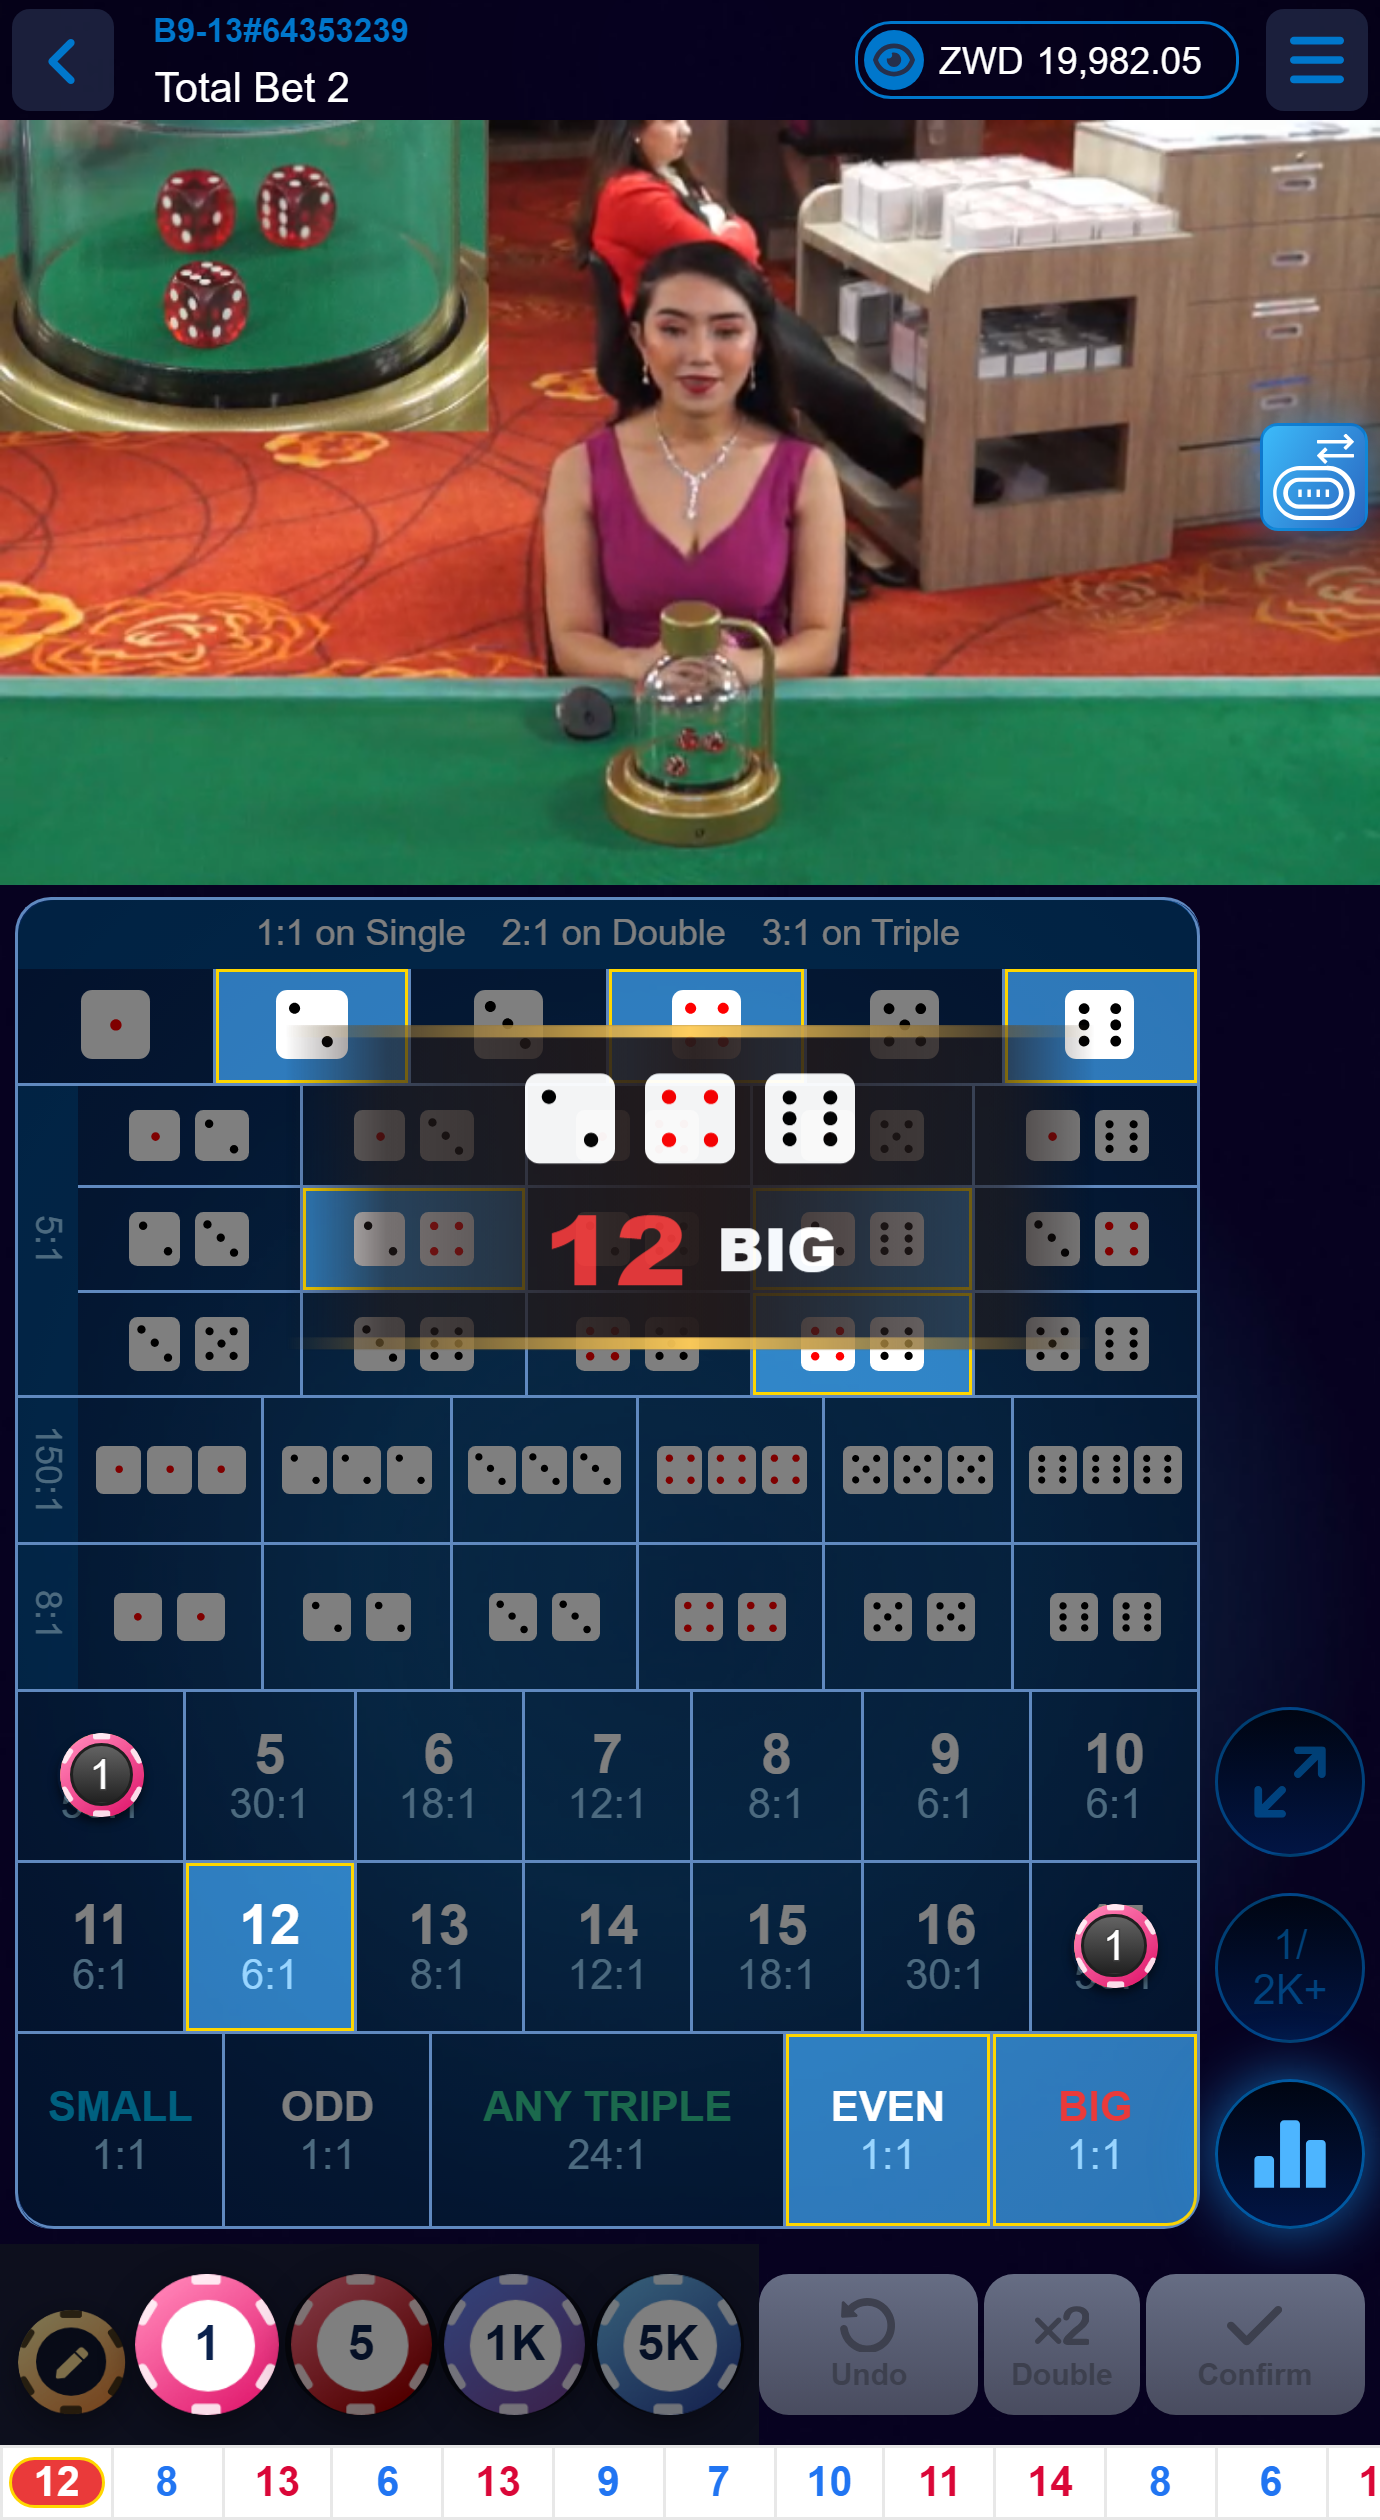 B9-13#64353239
Total Bet 2
ZWD 19,982.05
1:1 on Single 2:1 on Double 3:1 on Triple
5:1
12 BIG
150:1
8:1
1
5 6 7 8 9 10
30:1 18:1 12:1 8:1 6:1 6:1
11 12 13 14 15 16
6:1 6:1 8:1 12:1 18:1 30:1
1
1/
2K+
SMALL ODD ANY TRIPLE EVEN BIG
1:1 1:1 24:1 1:1 1:1
1 5 1K 5K
x2
Undo Double Confirm
12 8 13 6 13 9 7 10 11 14 8 6